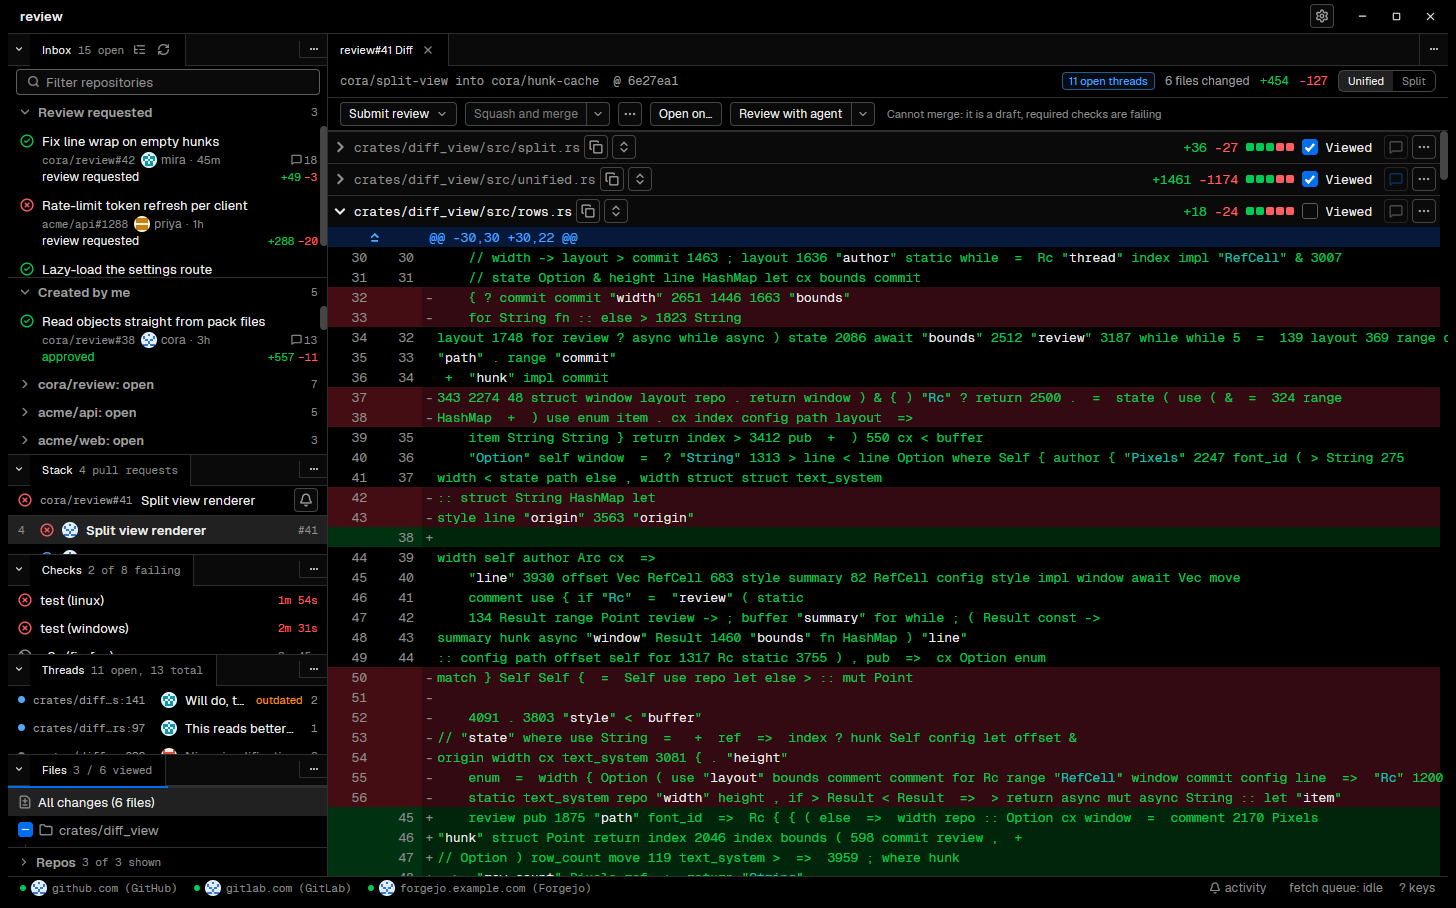 review
Inbox 15 open
Filter repositories
Review requested 3
Fix line wrap on empty hunks
cora/review#42 mira · 45m 18
review requested +49 −3
Rate-limit token refresh per client
acme/api#1288 priya · 1h
review requested +288 −20
Lazy-load the settings route
Created by me 5
Read objects straight from pack files
cora/review#38 cora · 3h 13
approved +557 −11
cora/review: open 7
acme/api: open 5
acme/web: open 3
Stack 4 pull requests
cora/review#41 Split view renderer
4 Split view renderer #41
Checks 2 of 8 failing
test (linux) 1m 54s
test (windows) 2m 31s
Threads 11 open, 13 total
crates/diff…s:141 Will do, t… outdated 2
crates/diff…rs:97 This reads better… 1
Files 3 / 6 viewed
All changes (6 files)
crates/diff_view
Repos 3 of 3 shown
review#41 Diff
cora/split-view into cora/hunk-cache @ 6e27ea1 11 open threads 6 files changed +454 −127 Unified Split
Submit review Squash and merge ··· Open on… Review with agent Cannot merge: it is a draft, required checks are failing
crates/diff_view/src/split.rs +36 −27 Viewed
crates/diff_view/src/unified.rs +1461 −1174 Viewed
crates/diff_view/src/rows.rs +18 −24 Viewed
@@ -30,30 +30,22 @@
30 30 // width -> layout > commit 1463 ; layout 1636 "author" static while = Rc "thread" index impl "RefCell" & 3007
31 31 // state Option & height line HashMap let cx bounds commit
32 - { ? commit commit "width" 2651 1446 1663 "bounds"
33 - for String fn :: else > 1823 String
34 32 layout 1748 for review ? async while async ) state 2086 await "bounds" 2512 "review" 3187 while while 5 = 139 layout 369 range
35 33 "path" . range "commit"
36 34 + "hunk" impl commit
37 - 343 2274 48 struct window layout repo . return window ) & { ) "Rc" ? return 2500 . = state ( use ( & = 324 range
38 - HashMap + ) use enum item . cx index config path layout =>
39 35 item String String } return index > 3412 pub + ) 550 cx < buffer
40 36 "Option" self window = ? "String" 1313 > line < line Option where Self { author { "Pixels" 2247 font_id ( > String 275
41 37 width < state path else , width struct struct text_system
42 - :: struct String HashMap let
43 - style line "origin" 3563 "origin"
38 +
44 39 width self author Arc cx =>
45 40 "line" 3930 offset Vec RefCell 683 style summary 82 RefCell config style impl window await Vec move
46 41 comment use { if "Rc" = "review" ( static
47 42 134 Result range Point review -> ; buffer "summary" for while ; ( Result const ->
48 43 summary hunk async "window" Result 1460 "bounds" fn HashMap ) "line"
49 44 :: config path offset self for 1317 Rc static 3755 ) , pub => cx Option enum
50 - match } Self Self { = Self use repo let else > :: mut Point
51 -
52 - 4091 . 3803 "style" < "buffer"
53 - // "state" where use String = + ref => index ? hunk Self config let offset &
54 - origin width cx text_system 3081 { . "height"
55 - enum = width { Option ( use "layout" bounds comment comment for Rc range "RefCell" window commit config line => "Rc" 1200
56 - static text_system repo "width" height , if > Result < Result => > return async mut async String :: let "item"
45 + review pub 1875 "path" font_id => Rc { { ( else => width repo :: Option cx window = comment 2170 Pixels
46 + "hunk" struct Point return index 2046 index bounds ( 598 commit review , +
47 + // Option ) row_count move 119 text_system > => 3959 ; where hunk
github.com (GitHub) gitlab.com (GitLab) forgejo.example.com (Forgejo) activity fetch queue: idle ? keys